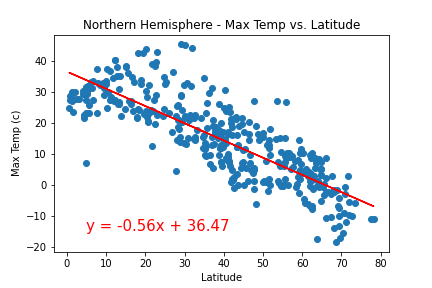 Northern Hemisphere - Max Temp vs. Latitude
Max Temp (c)
40
30
20
10
0
−10
−20
y = -0.56x + 36.47
0 10 20 30 40 50 60 70 80
Latitude